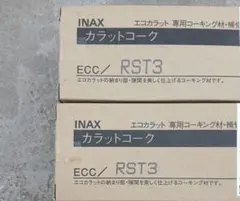 INAX エコカラット 専用コーキング材・補
カラットコーク
ECC/ RST3
エコカラットの納まり部・隙間を美しく仕上げるコーキング材です。
INAX エコカラット 専用コーキング材・補
カラットコーク
ECC/ RST3
エコカラットの納まり部・隙間を美しく仕上げるコーキング材です。